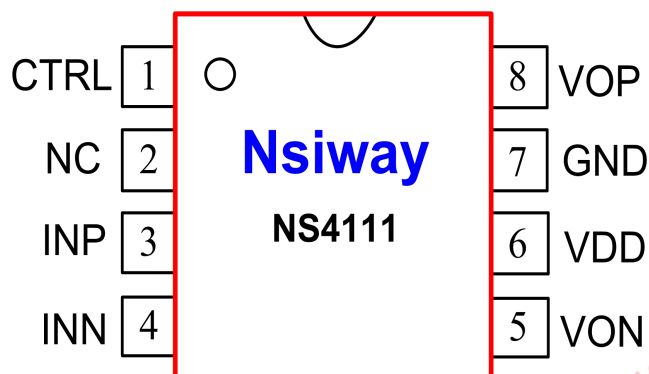 CTRL 1 8 VOP
NC 2 Nsiway 7 GND
INP 3 NS4111 6 VDD
INN 4 5 VON